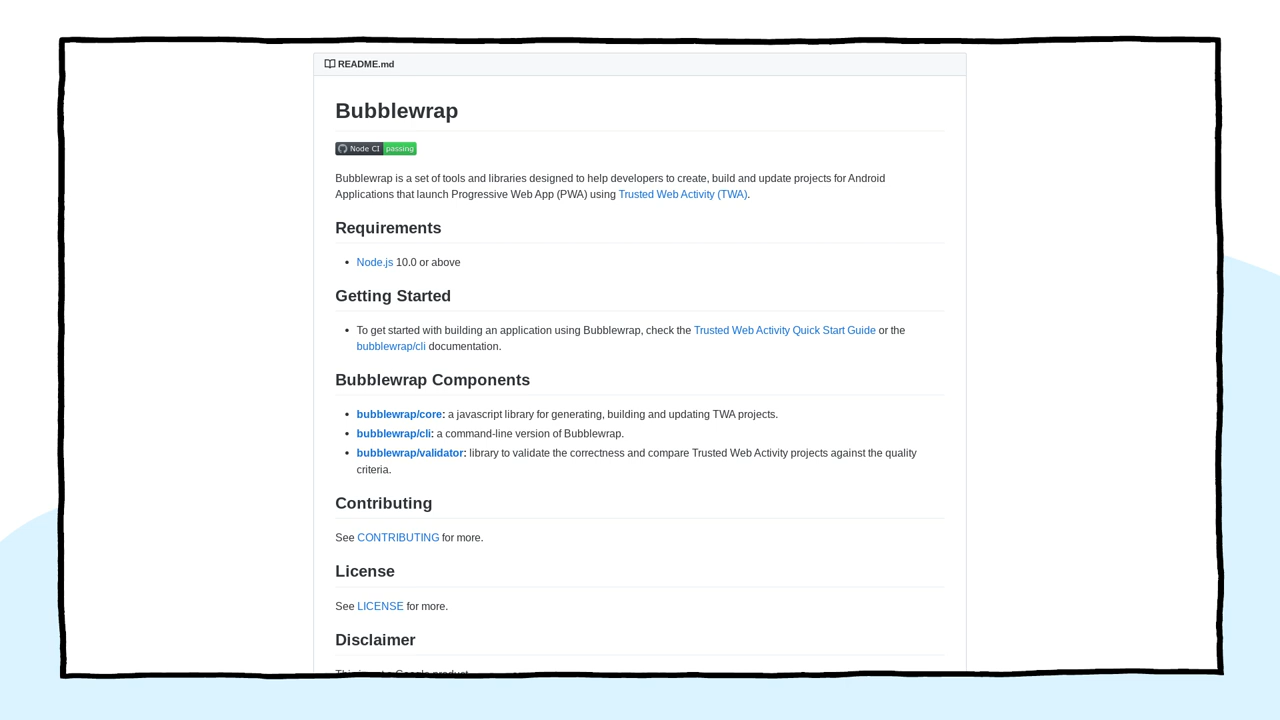 README.md
Bubblewrap
Node CI passing
Bubblewrap is a set of tools and libraries designed to help developers to create, build and update projects for Android
Applications that launch Progressive Web App (PWA) using Trusted Web Activity (TWA).
Requirements
• Node.js 10.0 or above
Getting Started
• To get started with building an application using Bubblewrap, check the Trusted Web Activity Quick Start Guide or the
bubblewrap/cli documentation.
Bubblewrap Components
• bubblewrap/core: a javascript library for generating, building and updating TWA projects.
• bubblewrap/cli: a command-line version of Bubblewrap.
• bubblewrap/validator: library to validate the correctness and compare Trusted Web Activity projects against the quality
criteria.
Contributing
See CONTRIBUTING for more.
License
See LICENSE for more.
Disclaimer